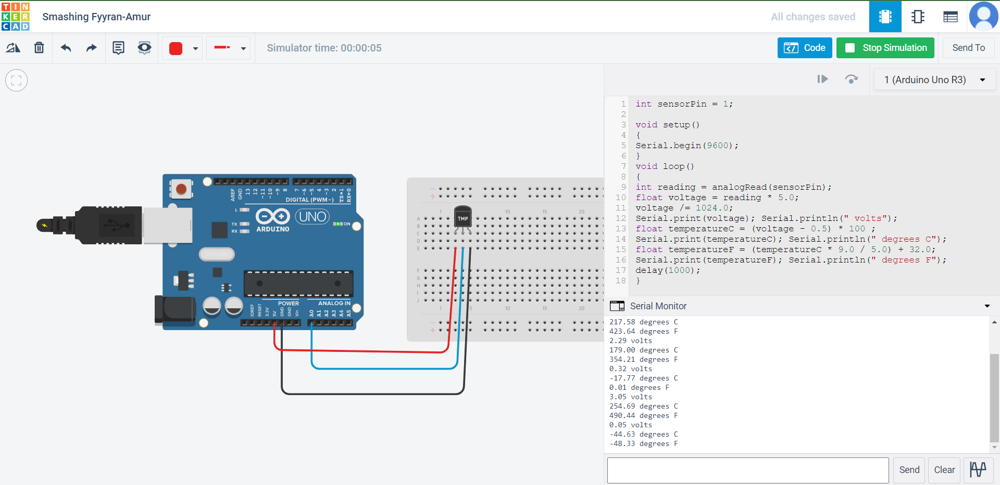 TIN
KER
CAD
Smashing Fyyran-Amur
All changes saved
Simulator time: 00:00:05
Code
Stop Simulation
Send To
1 (Arduino Uno R3)
AREF
GND
13
12
~11
~10
~9
8
7
~6
~5
4
~3
2
TX→1
RX←0
DIGITAL (PWM~)
L
TX
RX
ARDUINO
UNO
ON
POWER
ANALOG IN
IOREF
RESET
3.3V
5V
GND
GND
Vin
A0
A1
A2
A3
A4
A5
TMP
1
10
15
20
A
B
C
D
E
F
G
H
I
J
1
5
10
15
20
1 int sensorPin = 1;
2
3 void setup()
4 {
5 Serial.begin(9600);
6 }
7 void loop()
8 {
9 int reading = analogRead(sensorPin);
10 float voltage = reading * 5.0;
11 voltage /= 1024.0;
12 Serial.print(voltage); Serial.println(" volts");
13 float temperatureC = (voltage - 0.5) * 100 ;
14 Serial.print(temperatureC); Serial.println(" degrees C");
15 float temperatureF = (temperatureC * 9.0 / 5.0) + 32.0;
16 Serial.print(temperatureF); Serial.println(" degrees F");
17 delay(1000);
18 }
Serial Monitor
217.58 degrees C
423.64 degrees F
2.29 volts
179.00 degrees C
354.21 degrees F
0.32 volts
-17.77 degrees C
0.01 degrees F
3.05 volts
254.69 degrees C
490.44 degrees F
0.05 volts
-44.63 degrees C
-48.33 degrees F
Send
Clear